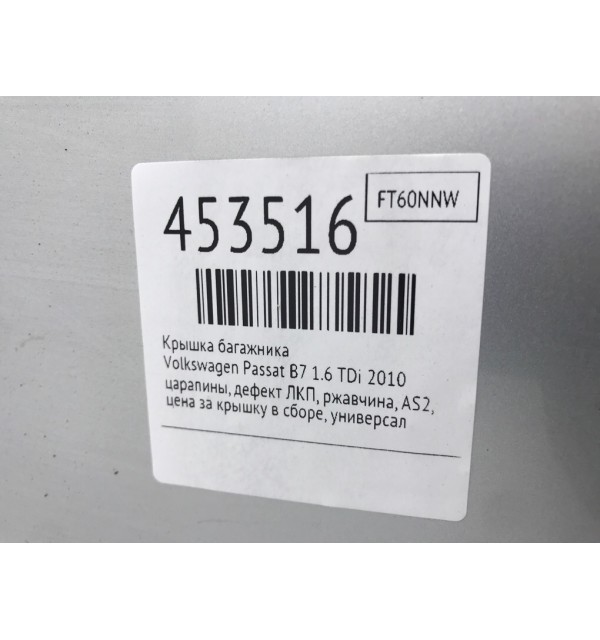 453516
FT60NNW
Крышка багажника
Volkswagen Passat B7 1.6 TDi 2010
царапины, дефект ЛКП, ржавчина, AS2,
цена за крышку в сборе, универсал